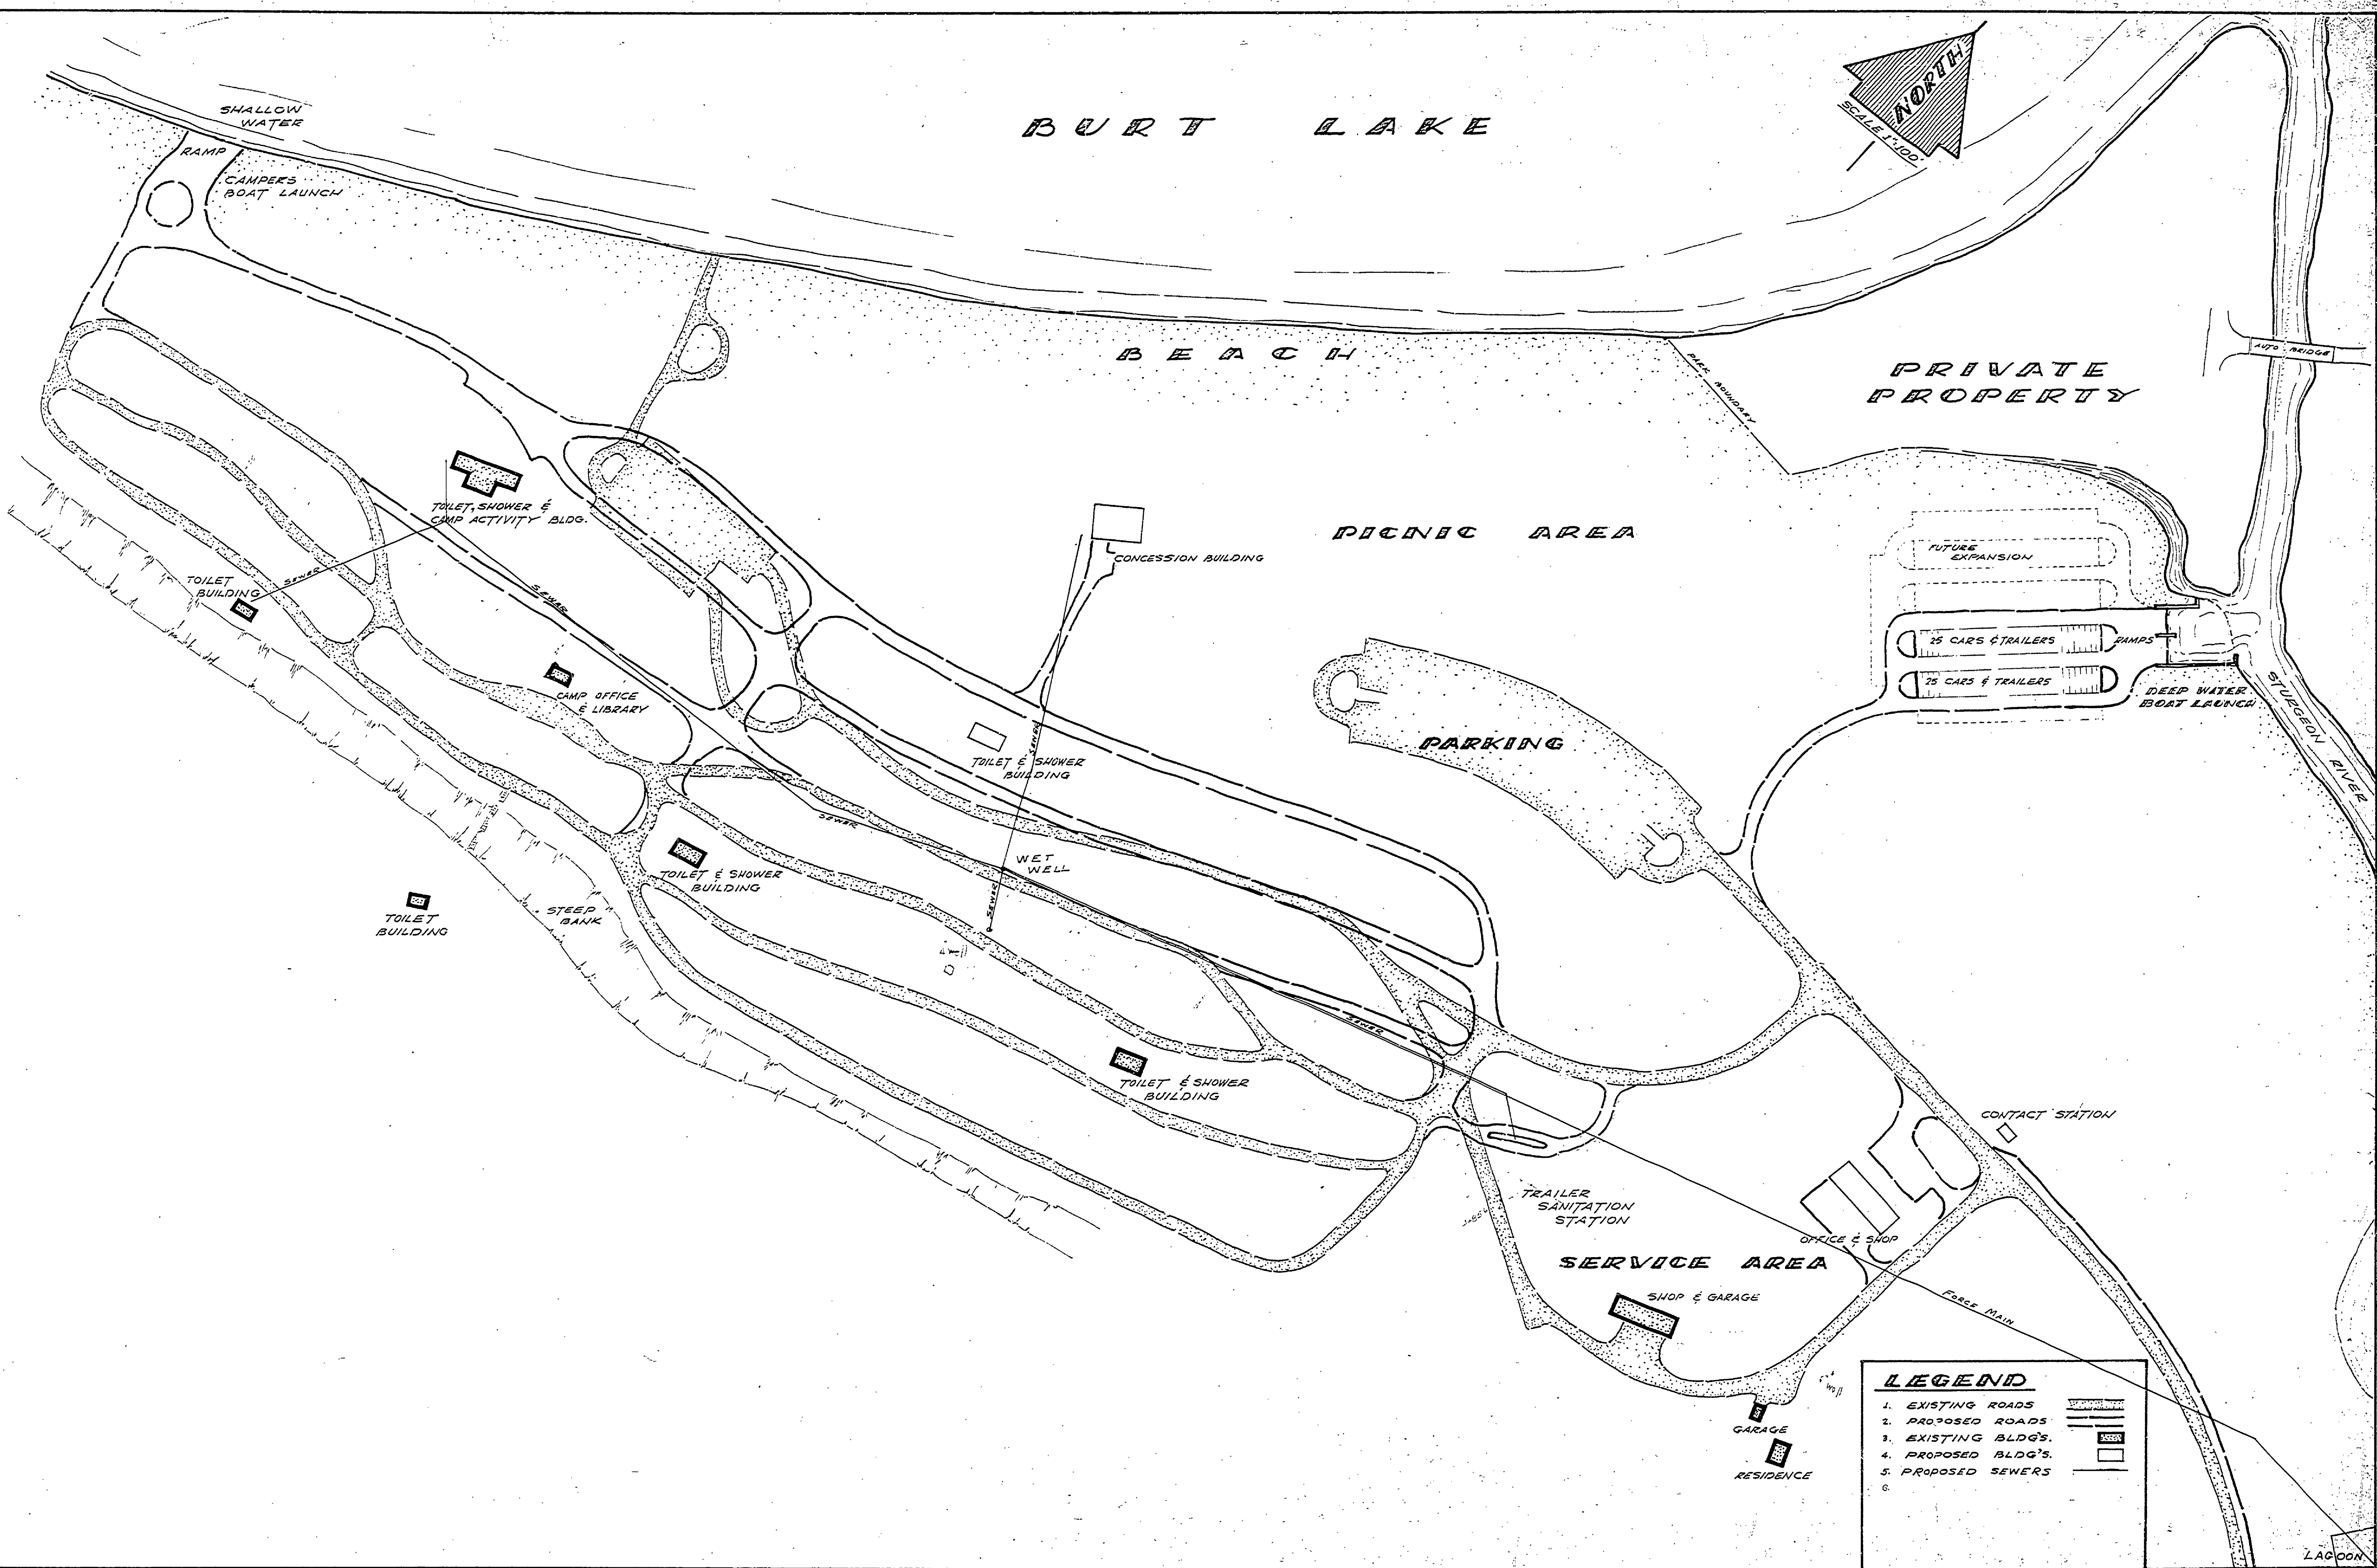 BURT LAKE
NORTH
SCALE 1"-100'
SHALLOW
WATER
RAMP
CAMPERS
BOAT LAUNCH
BEACH
PARK BOUNDARY
PRIVATE
PROPERTY
AUTO BRIDGE
TOILET, SHOWER &
CAMP ACTIVITY BLDG.
PICNIC AREA
CONCESSION BUILDING
FUTURE
EXPANSION
TOILET
BUILDING
SEWER
SEWAR
25 CARS & TRAILERS
RAMPS
25 CARS & TRAILERS
DEEP WATER
BOAT LAUNCH
STURGEON RIVER
CAMP OFFICE
& LIBRARY
PARKING
TOILET & SHOWER
BUILDING
SEWER
SEWER
WET
WELL
TOILET & SHOWER
BUILDING
SEWER
STEEP
BANK
TOILET
BUILDING
SEWER
TOILET & SHOWER
BUILDING
CONTACT STATION
TRAILER
SANITATION
STATION
OFFICE & SHOP
SERVICE AREA
SHOP & GARAGE
FORCE MAIN
Well
GARAGE
RESIDENCE
LEGEND
1. EXISTING ROADS
2. PROPOSED ROADS
3. EXISTING BLDG'S.
4. PROPOSED BLDG'S.
5. PROPOSED SEWERS
6.
LAGOON